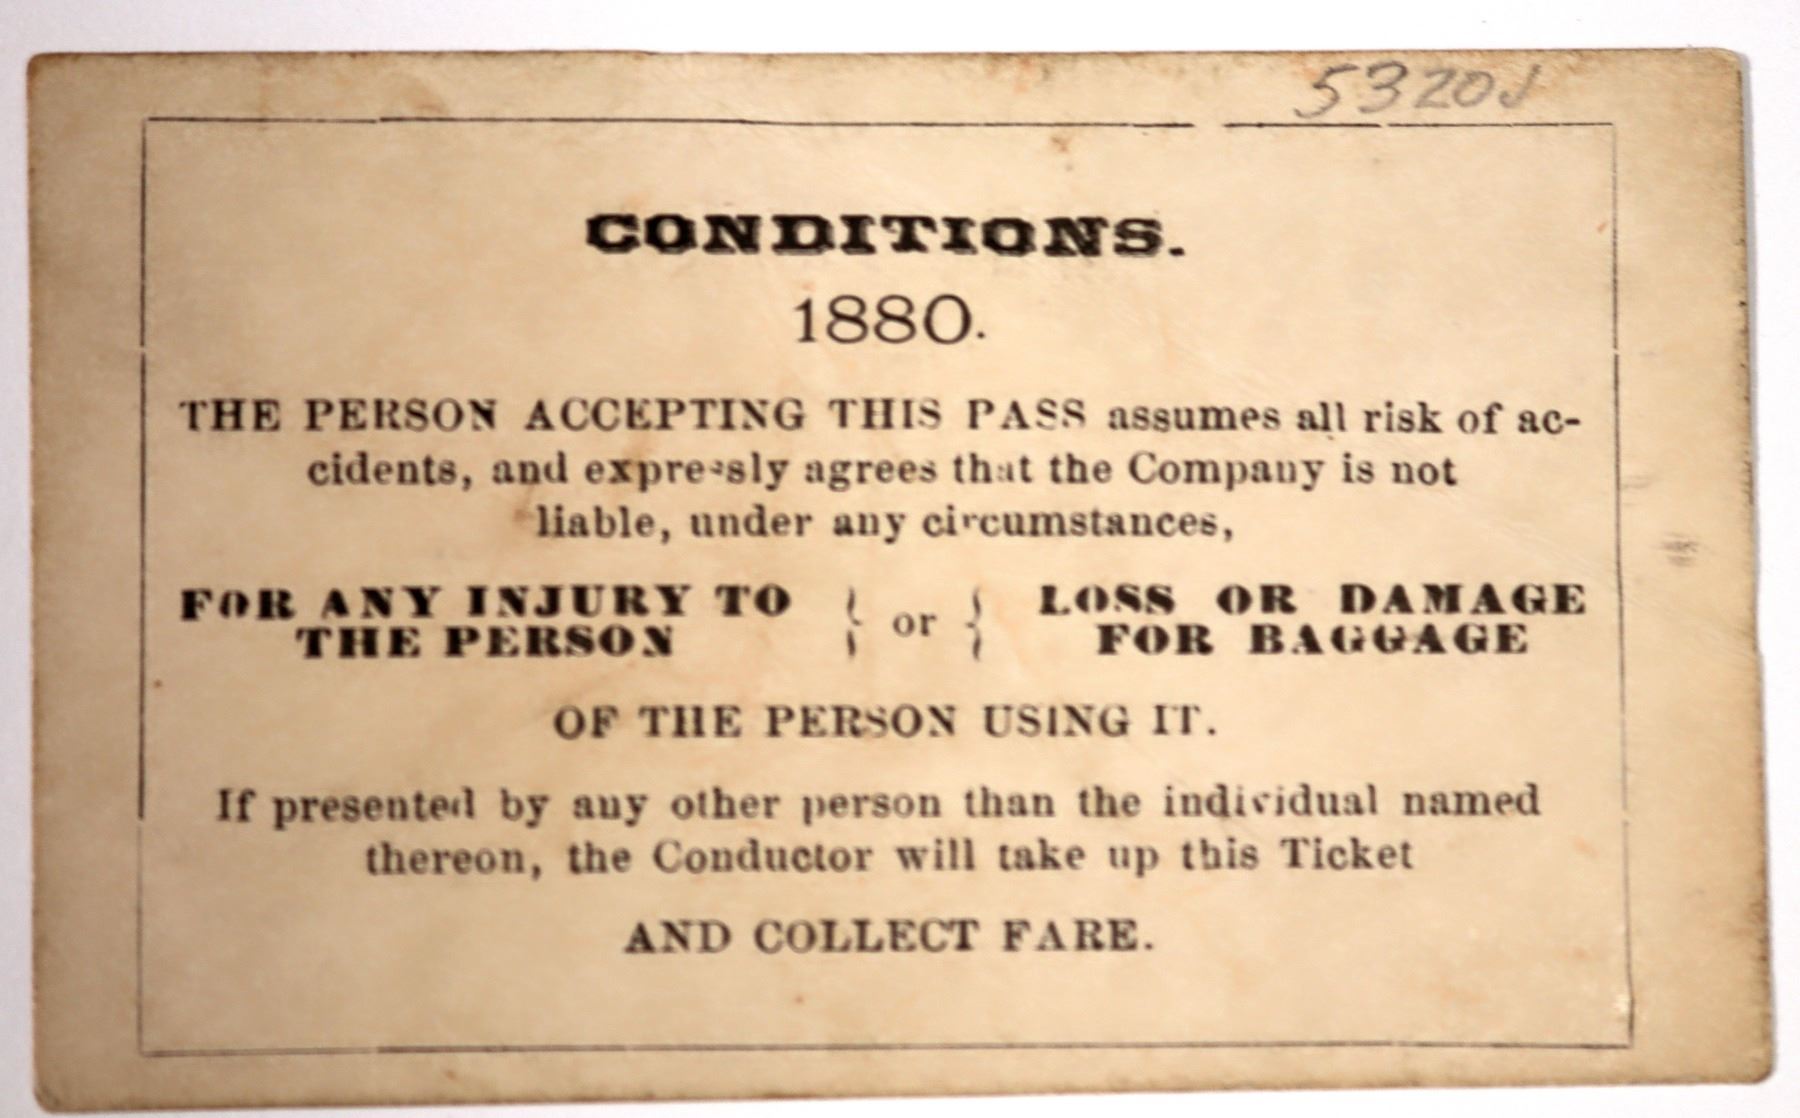 5320J
CONDITIONS.
1880.
THE PERSON ACCEPTING THIS PASS assumes all risk of ac-
cidents, and expressly agrees that the Company is not
liable, under any circumstances,
FOR ANY INJURY TO } or { LOSS OR DAMAGE
THE PERSON FOR BAGGAGE
OF THE PERSON USING IT.
If presented by any other person than the individual named
thereon, the Conductor will take up this Ticket
AND COLLECT FARE.